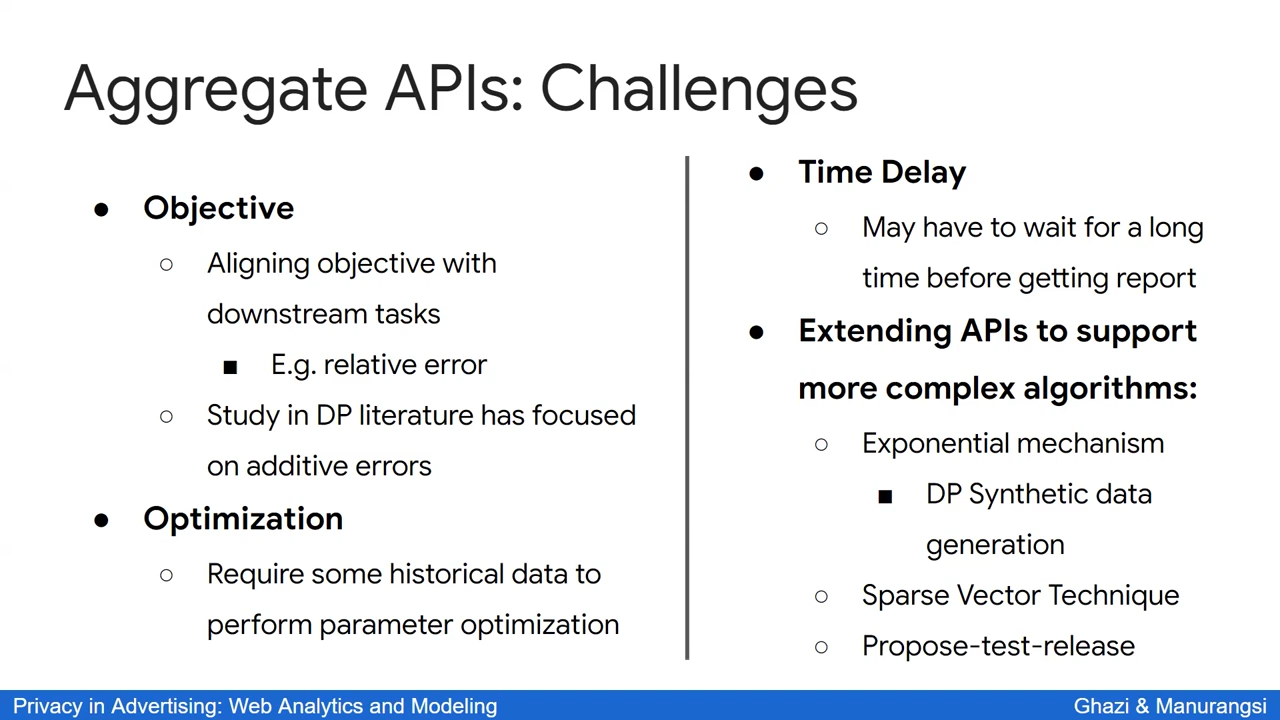 Aggregate APIs: Challenges
● Objective
○ Aligning objective with
downstream tasks
■ E.g. relative error
○ Study in DP literature has focused
on additive errors
● Optimization
○ Require some historical data to
perform parameter optimization
● Time Delay
○ May have to wait for a long
time before getting report
● Extending APIs to support
more complex algorithms:
○ Exponential mechanism
■ DP Synthetic data
generation
○ Sparse Vector Technique
○ Propose-test-release
Privacy in Advertising: Web Analytics and Modeling
Ghazi & Manurangsi